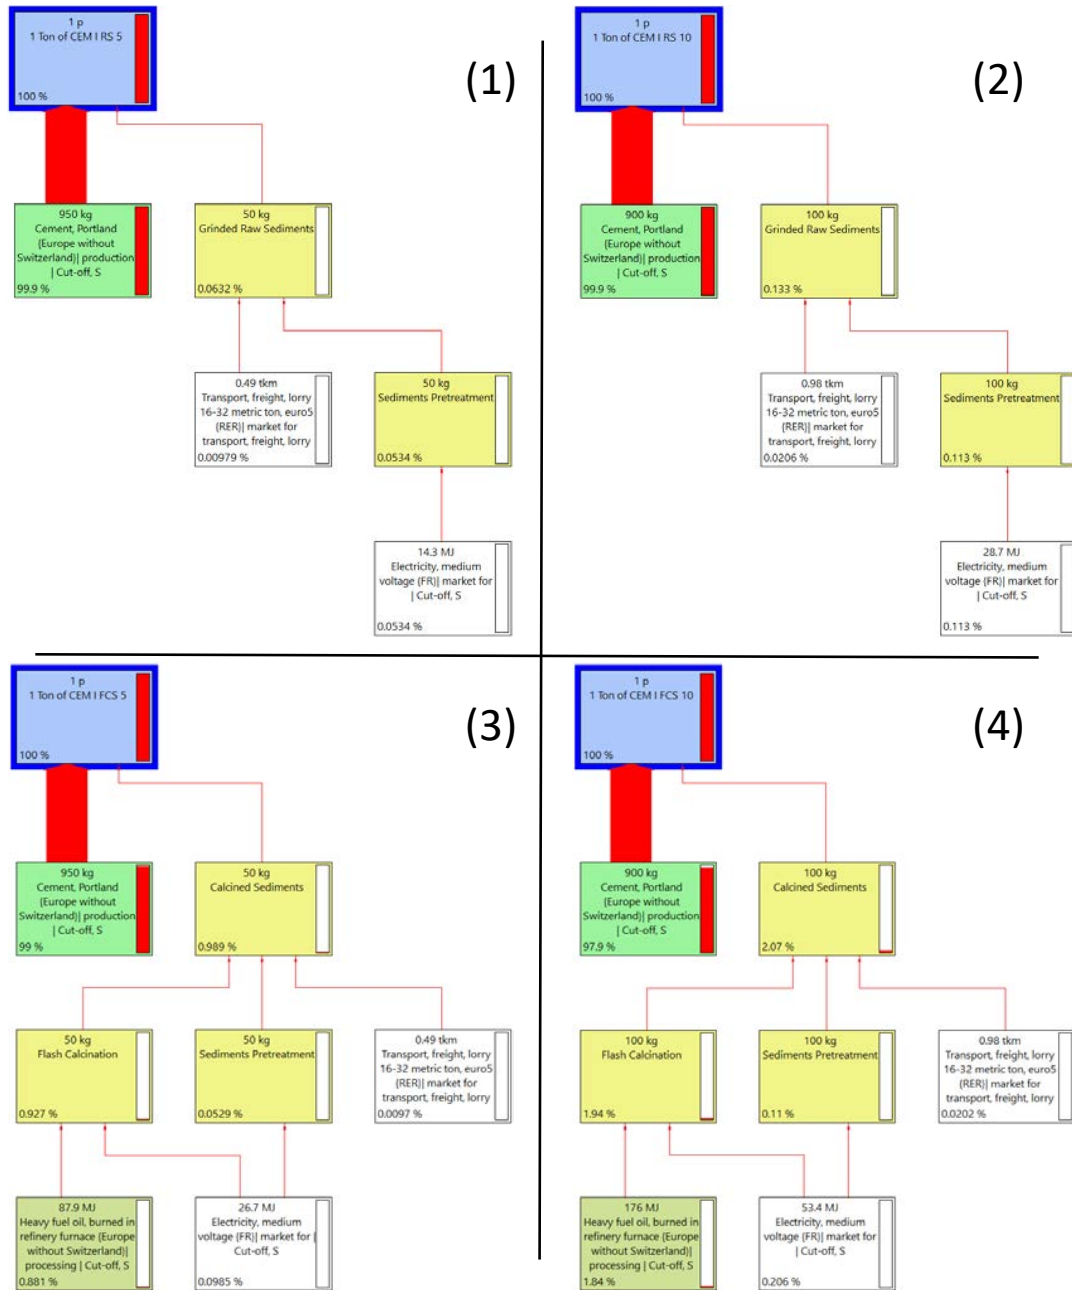 1 p
1 Ton of CEM I RS 5
100 %
(1)
950 kg
Cement, Portland
{Europe without
Switzerland}| production
| Cut-off, S
99.9 %
50 kg
Grinded Raw Sediments
0.0632 %
0.49 tkm
Transport, freight, lorry
16-32 metric ton, euro5
{RER}| market for
transport, freight, lorry
0.00979 %
50 kg
Sediments Pretreatment
0.0534 %
14.3 MJ
Electricity, medium
voltage {FR}| market for
| Cut-off, S
0.0534 %
1 p
1 Ton of CEM I RS 10
100 %
(2)
900 kg
Cement, Portland
{Europe without
Switzerland}| production
| Cut-off, S
99.9 %
100 kg
Grinded Raw Sediments
0.133 %
0.98 tkm
Transport, freight, lorry
16-32 metric ton, euro5
{RER}| market for
transport, freight, lorry
0.0206 %
100 kg
Sediments Pretreatment
0.113 %
28.7 MJ
Electricity, medium
voltage {FR}| market for
| Cut-off, S
0.113 %
1 p
1 Ton of CEM I FCS 5
100 %
(3)
950 kg
Cement, Portland
{Europe without
Switzerland}| production
| Cut-off, S
99 %
50 kg
Calcined Sediments
0.989 %
50 kg
Flash Calcination
0.927 %
50 kg
Sediments Pretreatment
0.0529 %
0.49 tkm
Transport, freight, lorry
16-32 metric ton, euro5
{RER}| market for
transport, freight, lorry
0.0097 %
87.9 MJ
Heavy fuel oil, burned in
refinery furnace {Europe
without Switzerland}|
processing | Cut-off, S
0.881 %
26.7 MJ
Electricity, medium
voltage {FR}| market for |
Cut-off, S
0.0985 %
1 p
1 Ton of CEM I FCS 10
100 %
(4)
900 kg
Cement, Portland
{Europe without
Switzerland}| production
| Cut-off, S
97.9 %
100 kg
Calcined Sediments
2.07 %
100 kg
Flash Calcination
1.94 %
100 kg
Sediments Pretreatment
0.11 %
0.98 tkm
Transport, freight, lorry
16-32 metric ton, euro5
{RER}| market for
transport, freight, lorry
0.0202 %
176 MJ
Heavy fuel oil, burned in
refinery furnace {Europe
without Switzerland}|
processing | Cut-off, S
1.84 %
53.4 MJ
Electricity, medium
voltage {FR}| market for
| Cut-off, S
0.206 %